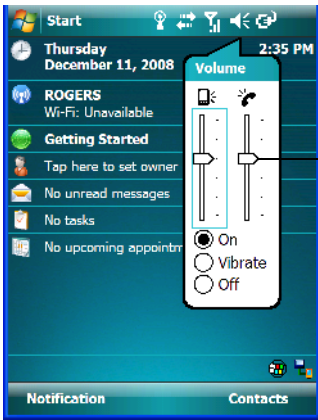 Start
Thursday 2:35 PM
December 11, 2008
Volume
ROGERS
Wi-Fi: Unavailable
Getting Started
Tap here to set owner
No unread messages
No tasks
No upcoming appointm
On
Vibrate
Off
Notification Contacts